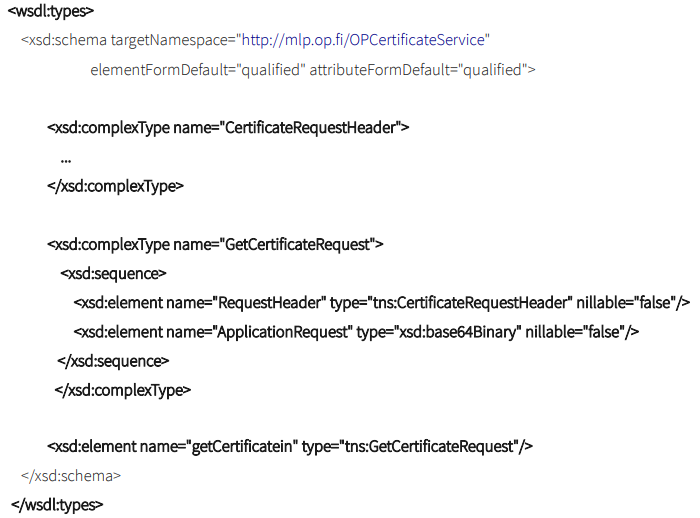 <wsdl:types>
<xsd:schema targetNamespace="http://mlp.op.fi/OPCertificateService"
elementFormDefault="qualified" attributeFormDefault="qualified">
<xsd:complexType name="CertificateRequestHeader">
...
</xsd:complexType>
<xsd:complexType name="GetCertificateRequest">
<xsd:sequence>
<xsd:element name="RequestHeader" type="tns:CertificateRequestHeader" nillable="false"/>
<xsd:element name="ApplicationRequest" type="xsd:base64Binary" nillable="false"/>
</xsd:sequence>
</xsd:complexType>
<xsd:element name="getCertificatein" type="tns:GetCertificateRequest"/>
</xsd:schema>
</wsdl:types>